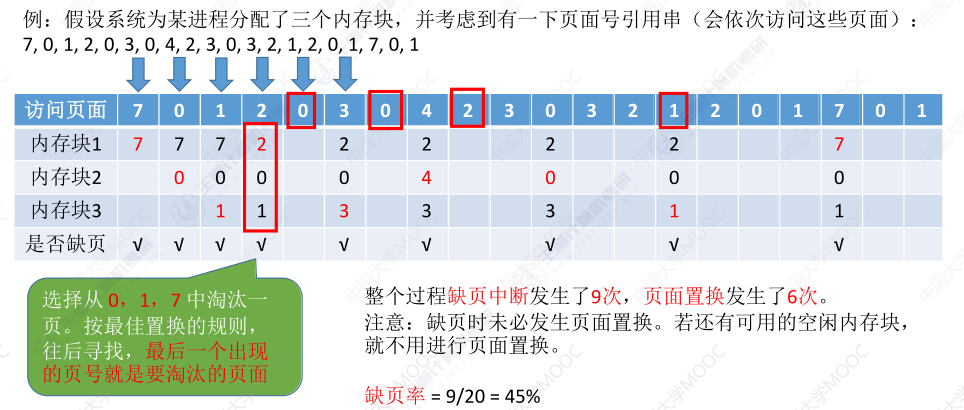 例：假设系统为某进程分配了三个内存块，并考虑到有一下页面号引用串（会依次访问这些页面）：
7, 0, 1, 2, 0, 3, 0, 4, 2, 3, 0, 3, 2, 1, 2, 0, 1, 7, 0, 1
访问页面 7 0 1 2 0 3 0 4 2 3 0 3 2 1 2 0 1 7 0 1
内存块1 7 7 7 2 2 2 2 2 7
内存块2 0 0 0 0 4 0 0 0
内存块3 1 1 3 3 3 1 1
是否缺页 √ √ √ √ √ √ √ √ √
选择从 0，1，7 中淘汰一
页。按最佳置换的规则，
往后寻找，最后一个出现
的页号就是要淘汰的页面
整个过程缺页中断发生了9次，页面置换发生了6次。
注意：缺页时未必发生页面置换。若还有可用的空闲内存块，
就不用进行页面置换。
缺页率 = 9/20 = 45%